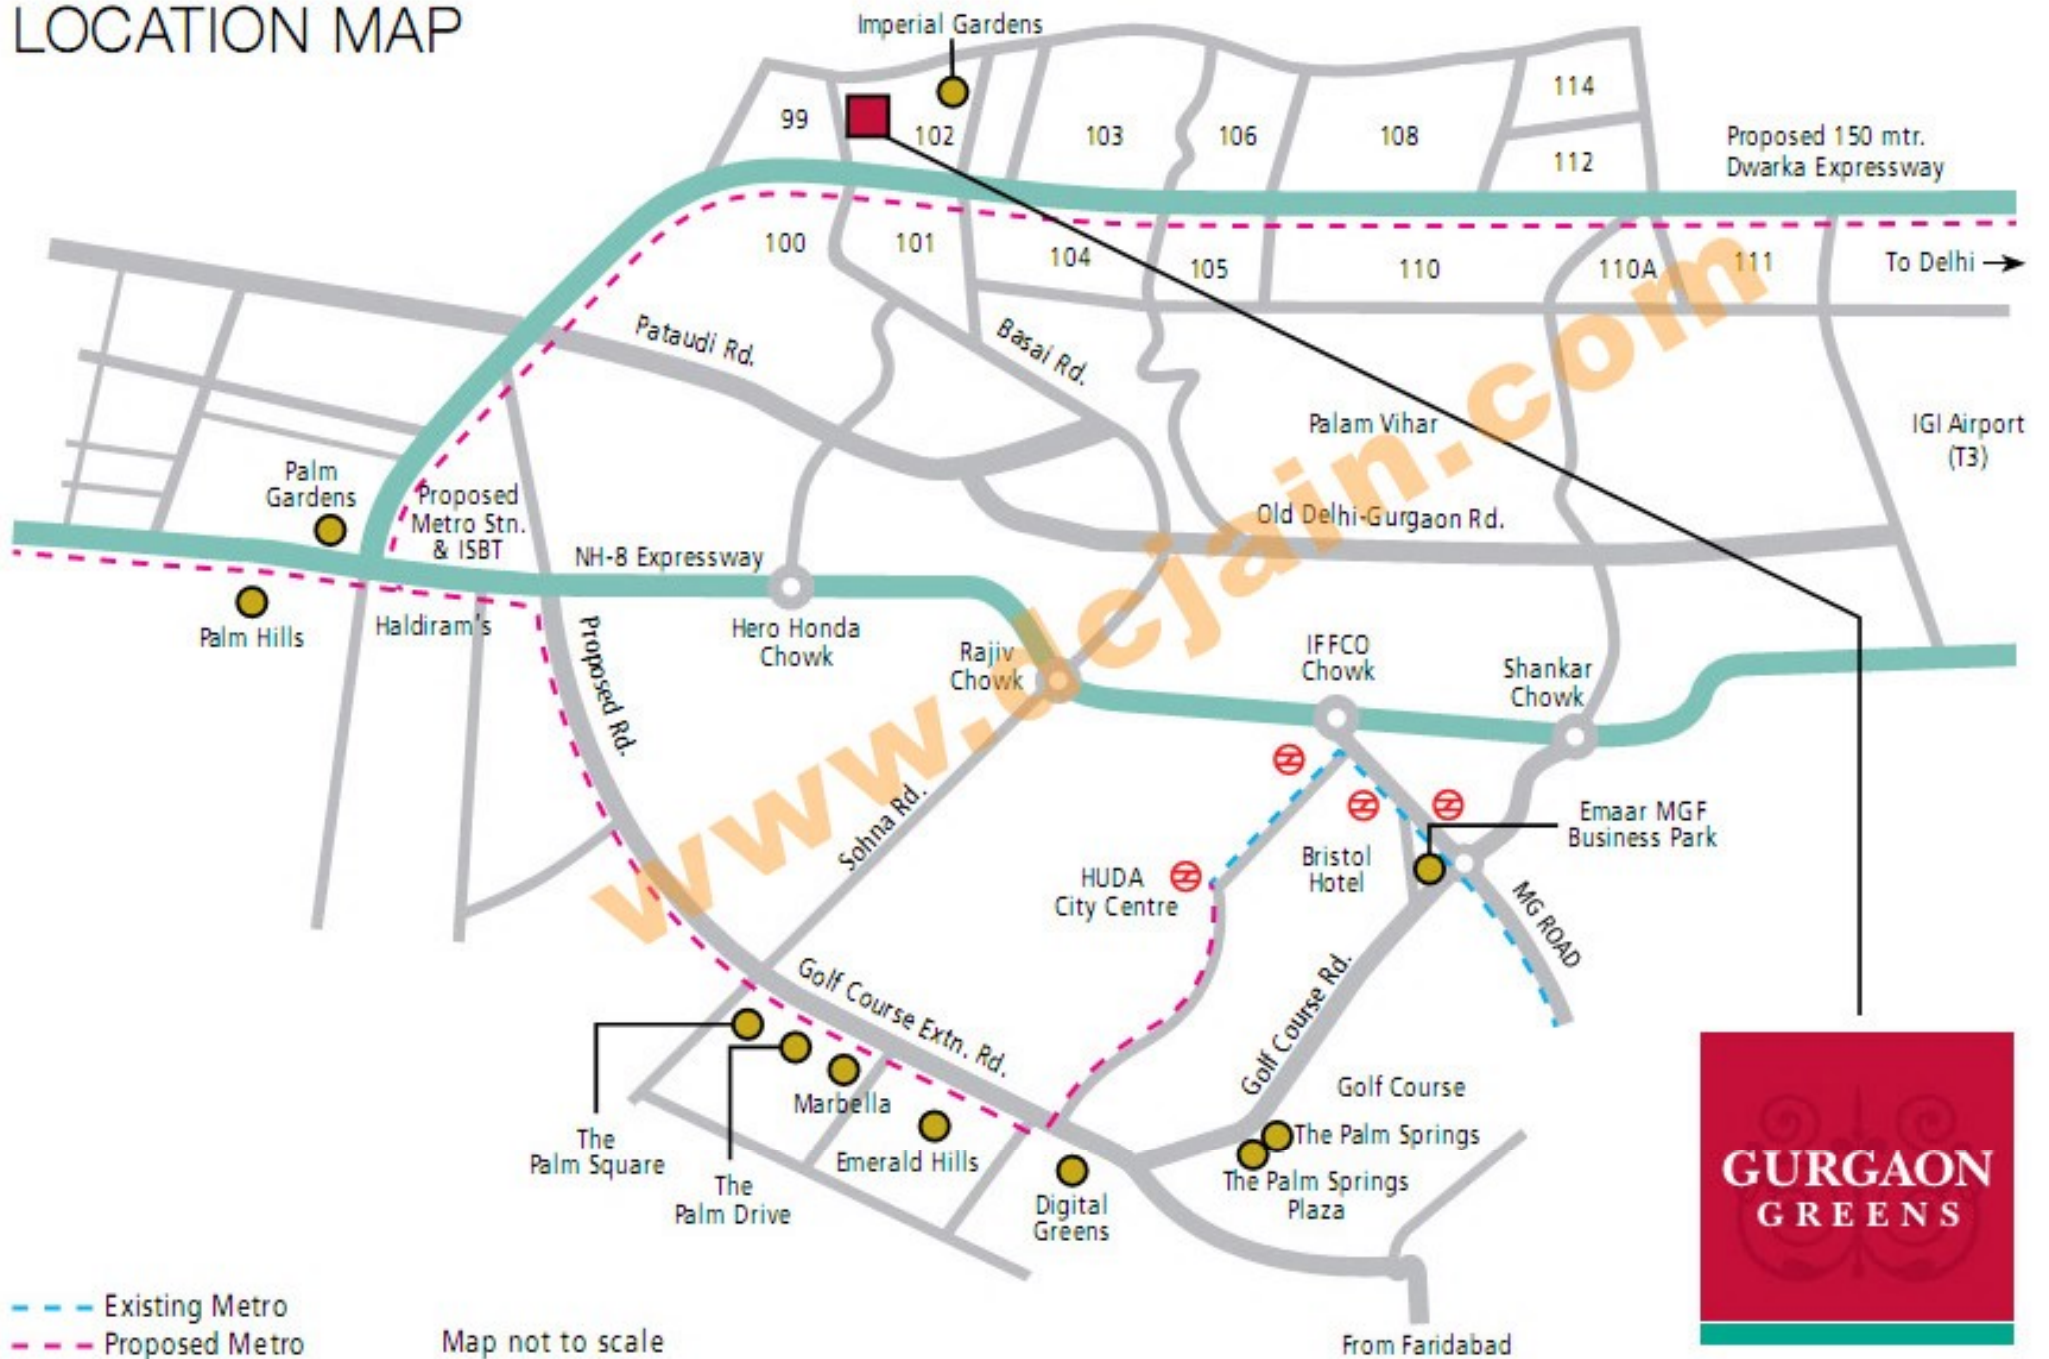 LOCATION MAP
Imperial Gardens
99
102
103
106
108
114
112
Proposed 150 mtr.
Dwarka Expressway
100
101
104
105
110
110A
111
To Delhi
Pataudi Rd.
Basai Rd.
Palam Vihar
IGI Airport
(T3)
Palm
Gardens
Proposed
Metro Stn.
& ISBT
Old Delhi-Gurgaon Rd.
NH-8 Expressway
Palm Hills
Haldiram's
Proposed Rd.
Hero Honda
Chowk
Rajiv
Chowk
IFFCO
Chowk
Shankar
Chowk
www.dcjain.com
Sohna Rd.
HUDA
City Centre
Bristol
Hotel
Emaar MGF
Business Park
MG ROAD
Golf Course Extn. Rd.
Golf Course Rd.
Golf Course
Marbella
The
Palm Square
The
Palm Drive
Emerald Hills
Digital
Greens
The Palm Springs
The Palm Springs
Plaza
GURGAON
GREENS
Existing Metro
Proposed Metro
Map not to scale
From Faridabad